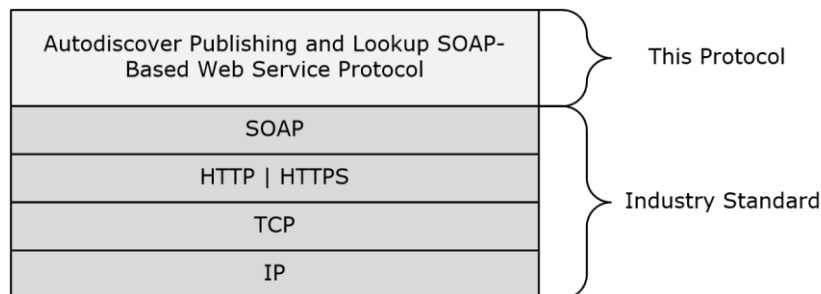 Autodiscover Publishing and Lookup SOAP-
Based Web Service Protocol
This Protocol
SOAP
HTTP | HTTPS
TCP
IP
Industry Standard